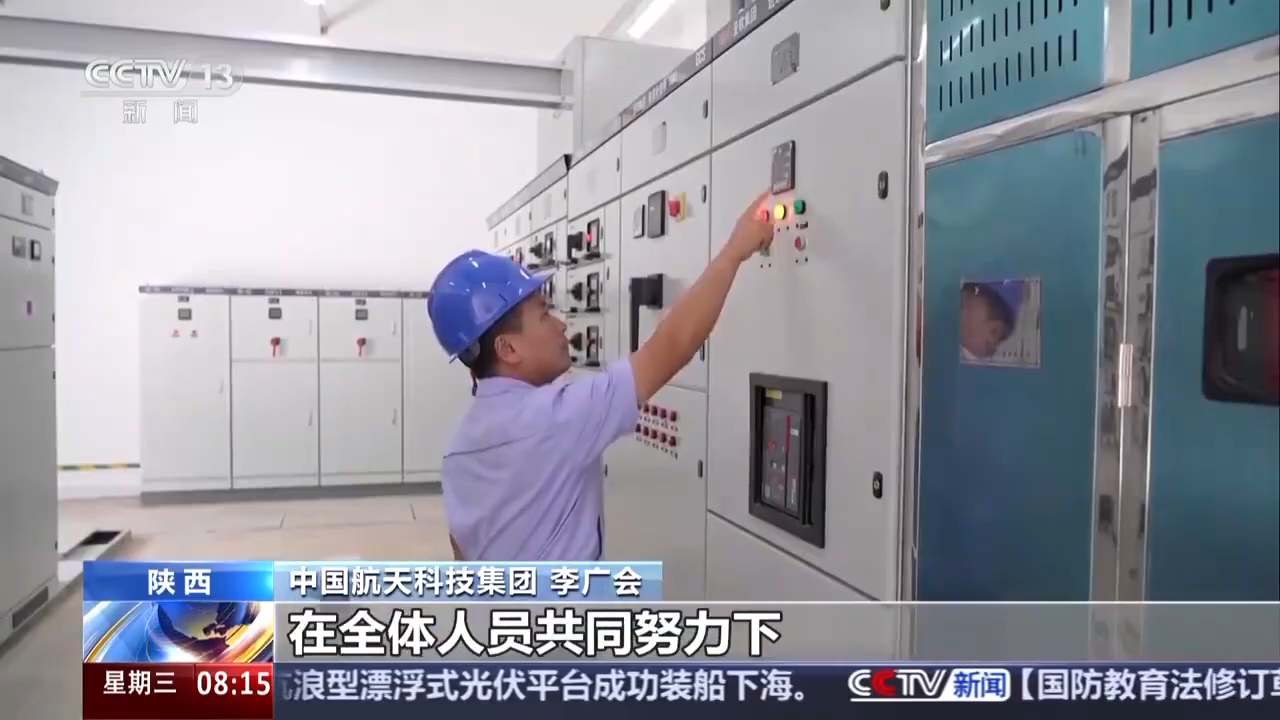 CCTV 13
新闻
GCS
陕西
中国航天科技集团 李广会
在全体人员共同努力下
星期三 08:15
浪型漂浮式光伏平台成功装船下海。 CCTV新闻【国防教育法修订